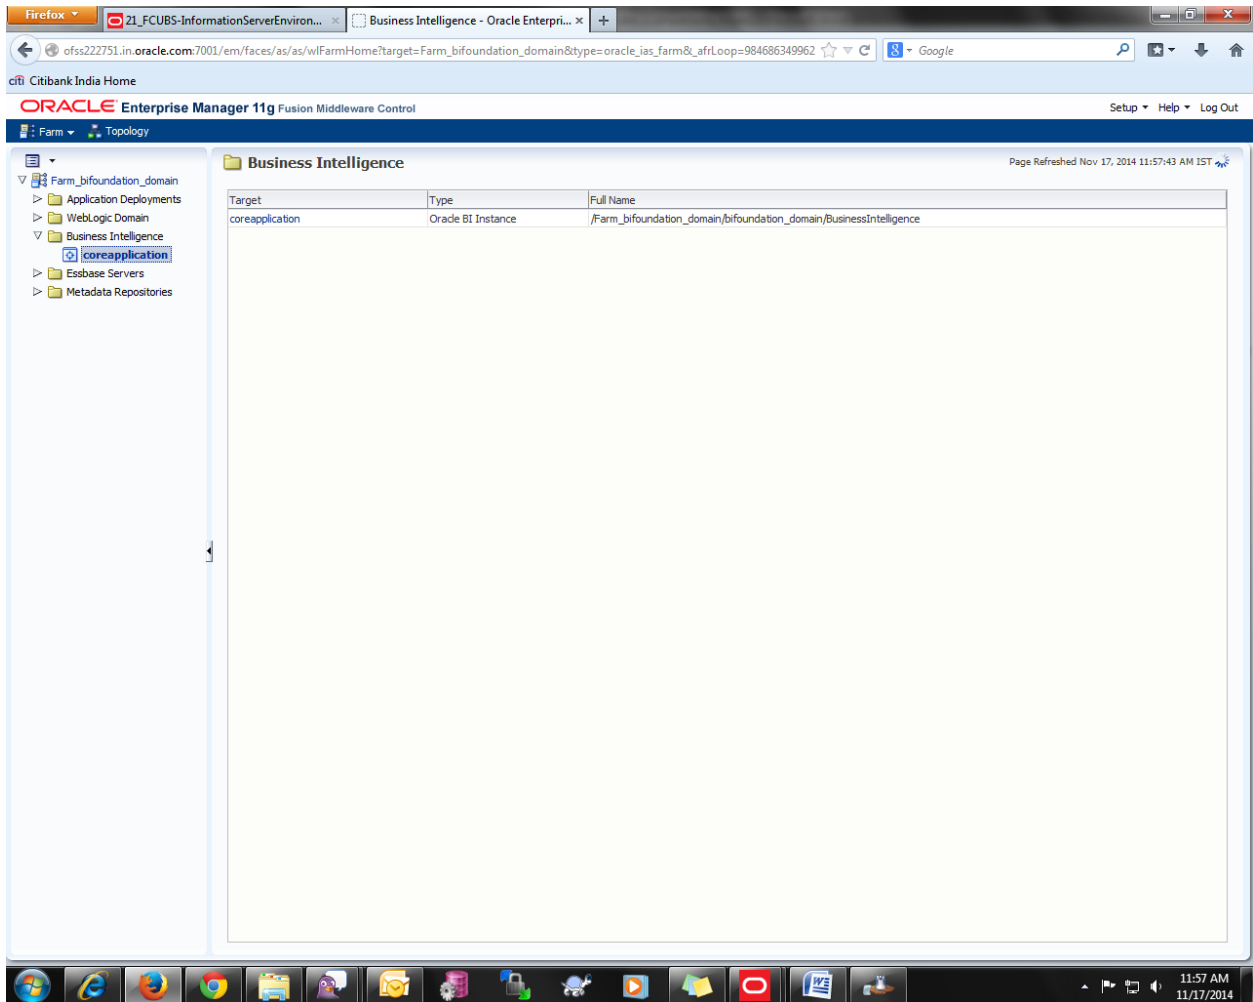 Firefox
21_FCUBS-InformationServerEnviron...
Business Intelligence - Oracle Enterpri...
ofss222751.in.oracle.com:7001/em/faces/as/as/wlFarmHome?target=Farm_bifoundation_domain&type=oracle_ias_farm&_afrLoop=984686349962
Google
citi Citibank India Home
ORACLE Enterprise Manager 11g Fusion Middleware Control
Setup Help Log Out
Farm Topology
Business Intelligence
Page Refreshed Nov 17, 2014 11:57:43 AM IST
Farm_bifoundation_domain
Application Deployments
WebLogic Domain
Business Intelligence
coreapplication
Essbase Servers
Metadata Repositories
Target Type Full Name
coreapplication Oracle BI Instance /Farm_bifoundation_domain/bifoundation_domain/BusinessIntelligence
11:57 AM
11/17/2014